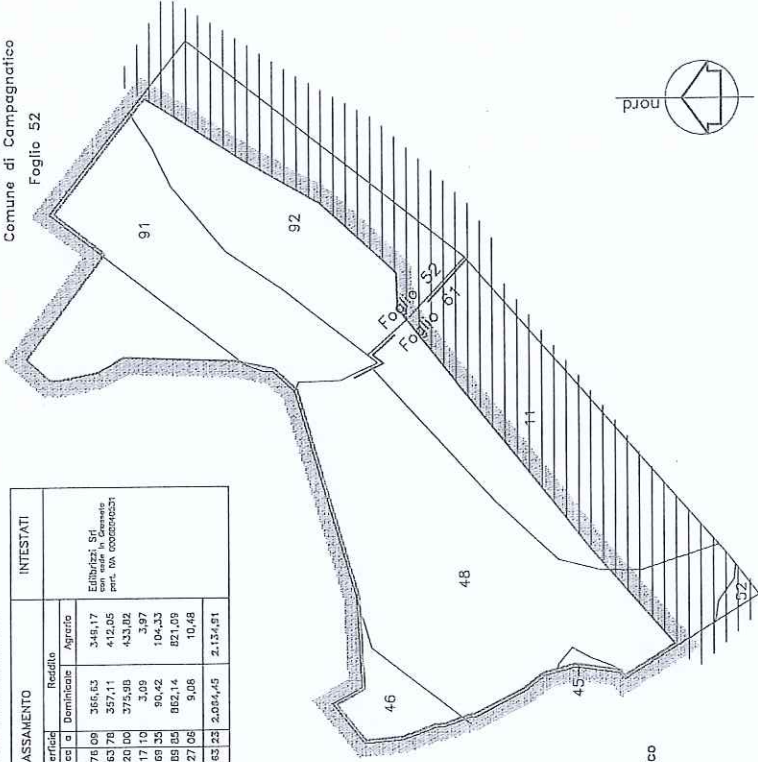 Comune di Campagnatico
Foglio 52
ASSAMENTO
INTESTATI
erficie
Reddito
ca a
Dominicale
Agrario
76 09
366,63
349,17
63 78
357,11
412,05
20 00
375,98
433,82
17 10
3,09
3,97
69 35
90,42
104,33
89 85
862,14
821,09
27 06
9,08
10,48
63 23
2.064,45
2.134,91
Edilbrizzi Srl
con sede in Grosseto
part. IVA
91
92
Foglio 52
Foglio 61
11
48
46
45
52
nord
co